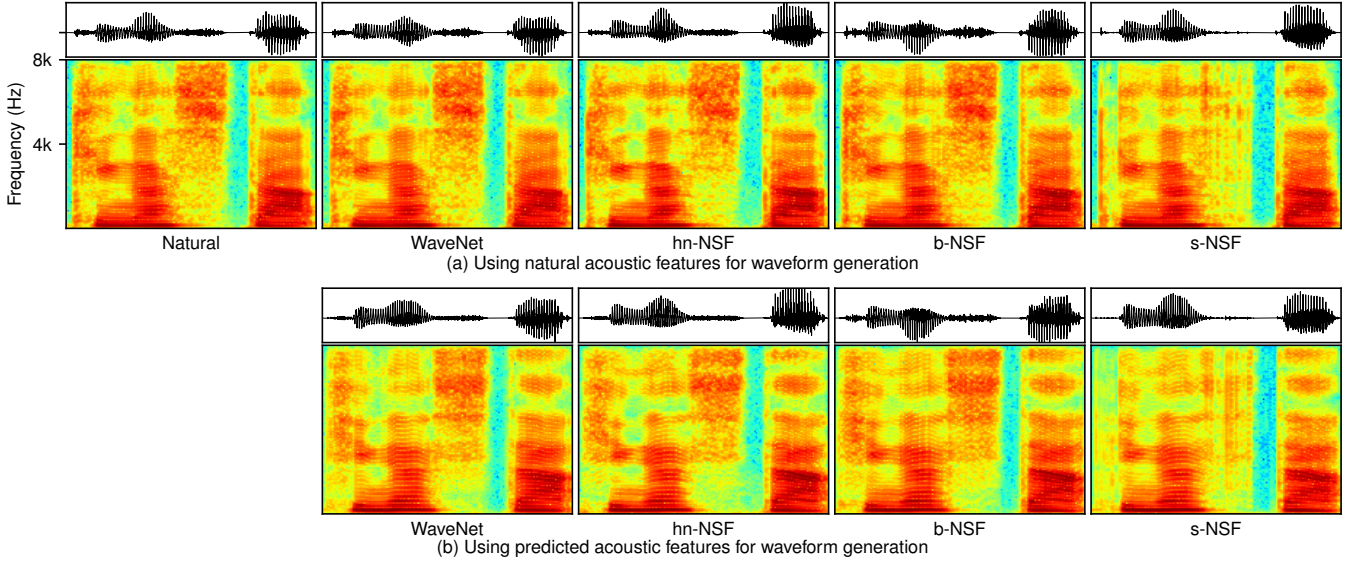 8k
Frequency (Hz)
4k
Natural WaveNet hn-NSF b-NSF s-NSF
(a) Using natural acoustic features for waveform generation
WaveNet hn-NSF b-NSF s-NSF
(b) Using predicted acoustic features for waveform generation